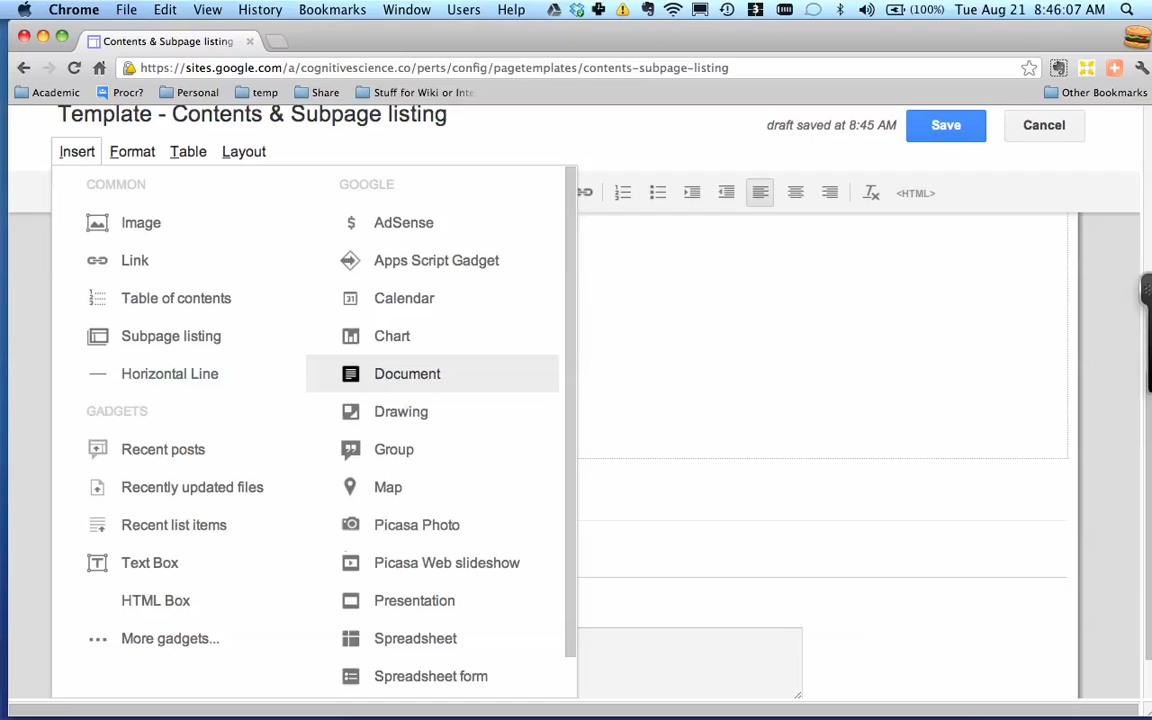 Chrome File Edit View History Bookmarks Window Users Help (100%) Tue Aug 21 8:46:07 AM
Contents & Subpage listing
https://sites.google.com/a/cognitivescience.co/perts/config/pagetemplates/contents-subpage-listing
Academic Procr? Personal temp Share Stuff for Wiki or Inte Other Bookmarks
Template - Contents & Subpage listing
draft saved at 8:45 AM Save Cancel
Insert Format Table Layout
<HTML>
COMMON
Image
Link
Table of contents
Subpage listing
Horizontal Line
GADGETS
Recent posts
Recently updated files
Recent list items
Text Box
HTML Box
More gadgets...
GOOGLE
AdSense
Apps Script Gadget
Calendar
Chart
Document
Drawing
Group
Map
Picasa Photo
Picasa Web slideshow
Presentation
Spreadsheet
Spreadsheet form